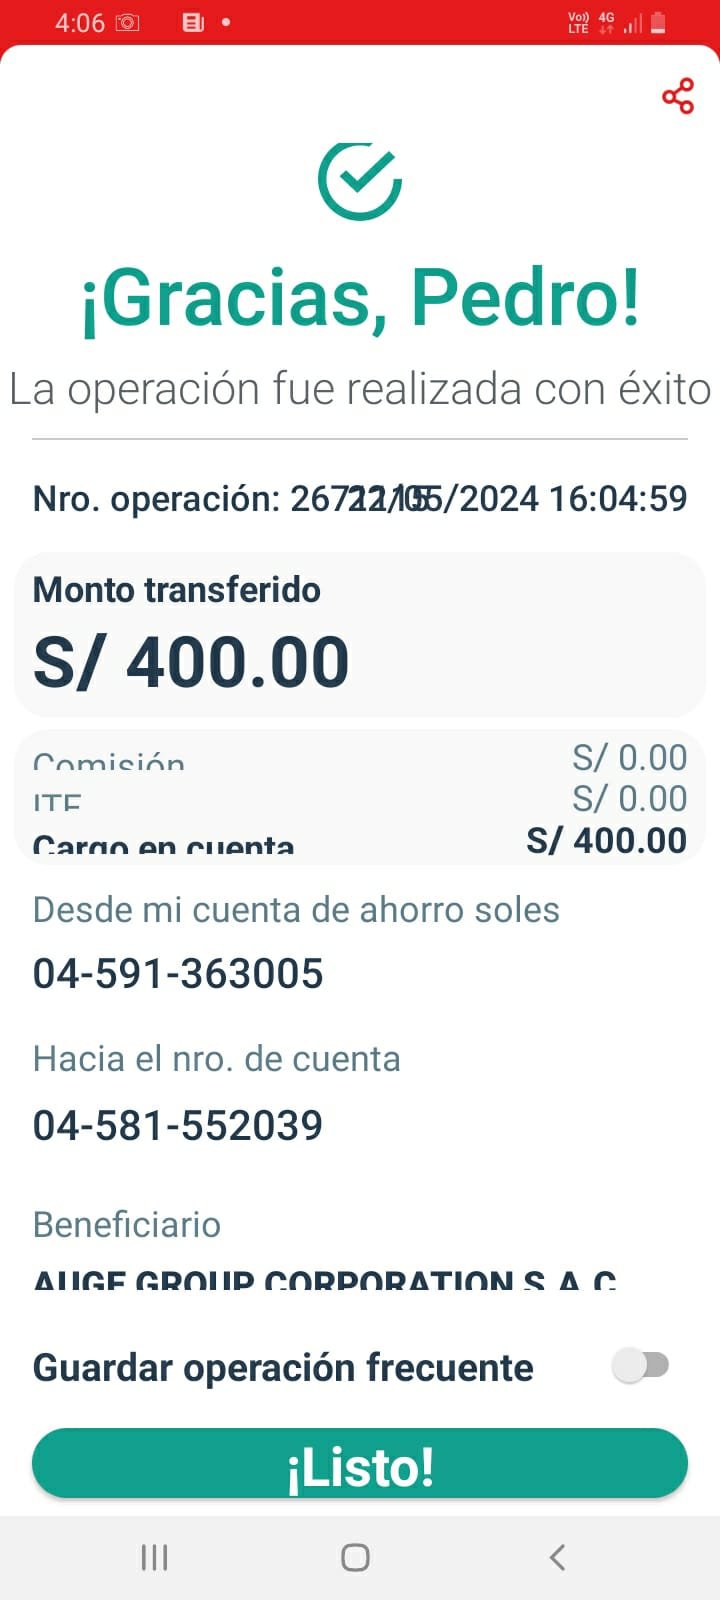 4:06
Vo)) 4G
LTE
¡Gracias, Pedro!
La operación fue realizada con éxito
Nro. operación: /05/2024 16:04:59
Monto transferido
S/ 400.00
Comisión S/ 0.00
ITF S/ 0.00
Cargo en cuenta S/ 400.00
Desde mi cuenta de ahorro soles
04-591-363005
Hacia el nro. de cuenta
04-581-552039
Beneficiario
AUGE GROUP CORPORATION S.A.C
Guardar operación frecuente
¡Listo!